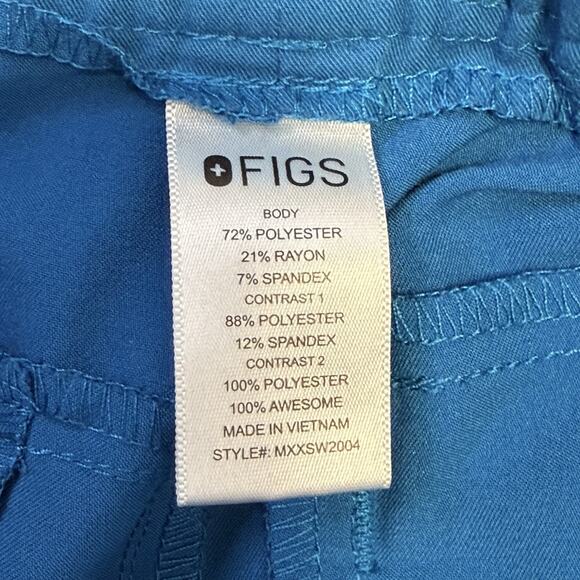 FIGS
BODY
72% POLYESTER
21% RAYON
7% SPANDEX
CONTRAST 1
88% POLYESTER
12% SPANDEX
CONTRAST 2
100% POLYESTER
100% AWESOME
MADE IN VIETNAM
STYLE#: MXXSW2004